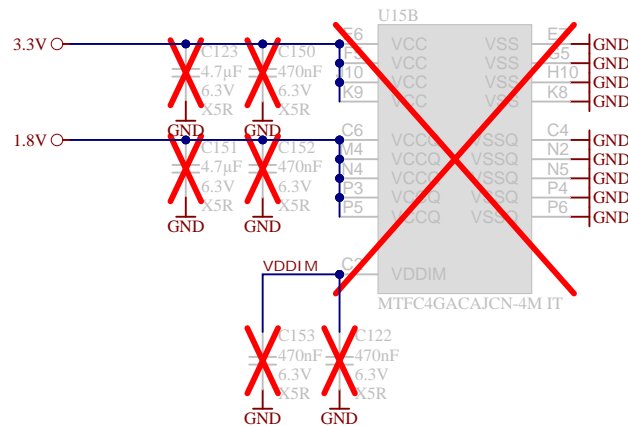 U15B
3.3V
C123
4.7µF
6.3V
X5R
GND
C150
470nF
6.3V
X5R
GND
E6
VCC
VSS
GND
F5
VCC
VSS
G5
GND
J10
VCC
VSS
H10
GND
K9
VCC
VSS
K8
GND
1.8V
C151
4.7µF
6.3V
X5R
GND
C152
470nF
6.3V
X5R
GND
C6
VCCQ
VSSQ
C4
GND
M4
VCCQ
VSSQ
N2
GND
N4
VCCQ
VSSQ
N5
GND
P3
VCCQ
VSSQ
P4
GND
P5
VCCQ
VSSQ
P6
GND
VDDIM
C2
VDDIM
MTFC4GACAJCN-4M IT
C153
470nF
6.3V
X5R
GND
C122
470nF
6.3V
X5R
GND